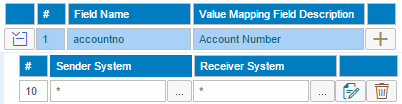 # Field Name Value Mapping Field Description
1 accountno Account Number
# Sender System Receiver System
10 * ... * ...